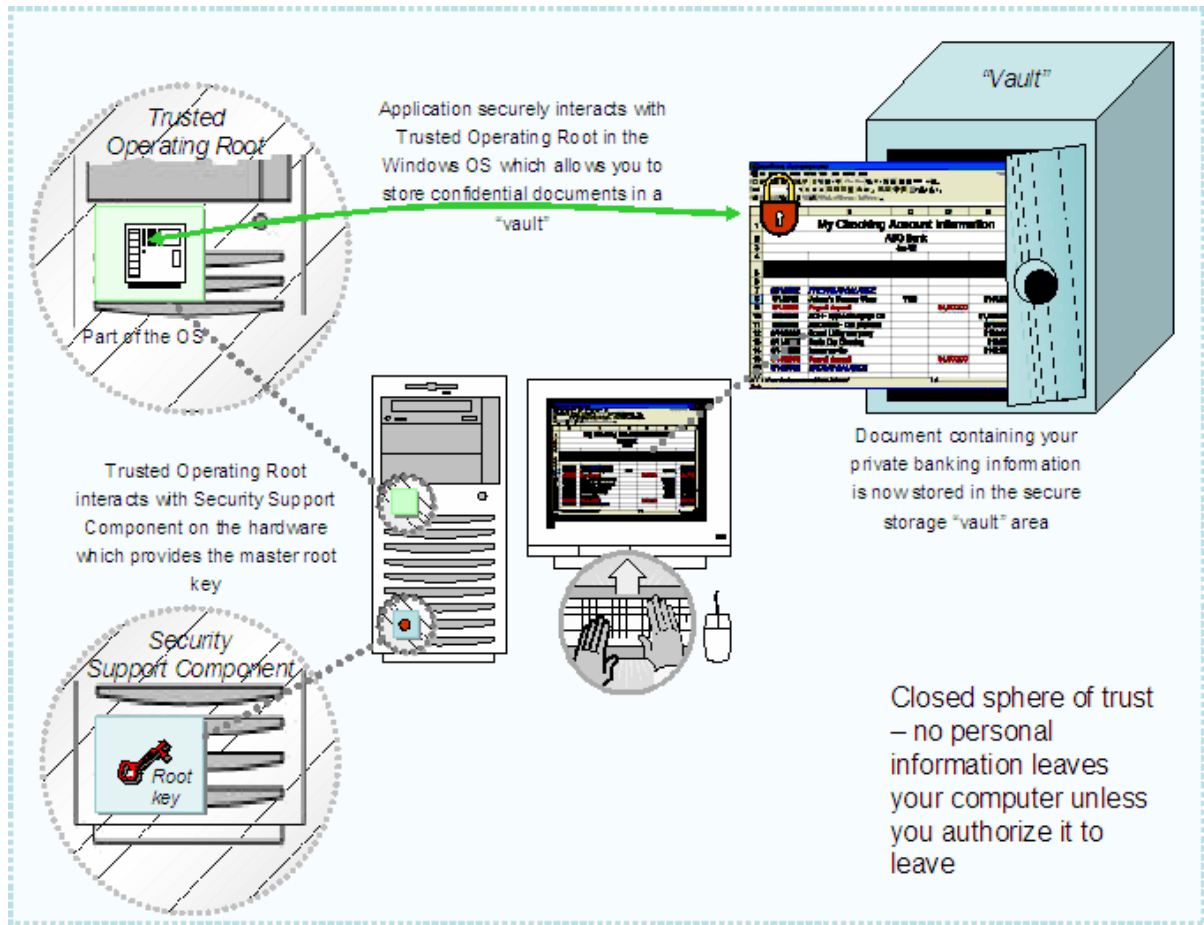 Trusted
Operating Root
Part of the OS
Application securely interacts with
Trusted Operating Root in the
Windows OS which allows you to
store confidential documents in a
“vault”
“Vault”
My Checking Account Information
Document containing your
private banking information
is now stored in the secure
storage “vault” area
Trusted Operating Root
interacts with Security Support
Component on the hardware
which provides the master root
key
Security
Support Component
Root
key
Closed sphere of trust
– no personal
information leaves
your computer unless
you authorize it to
leave